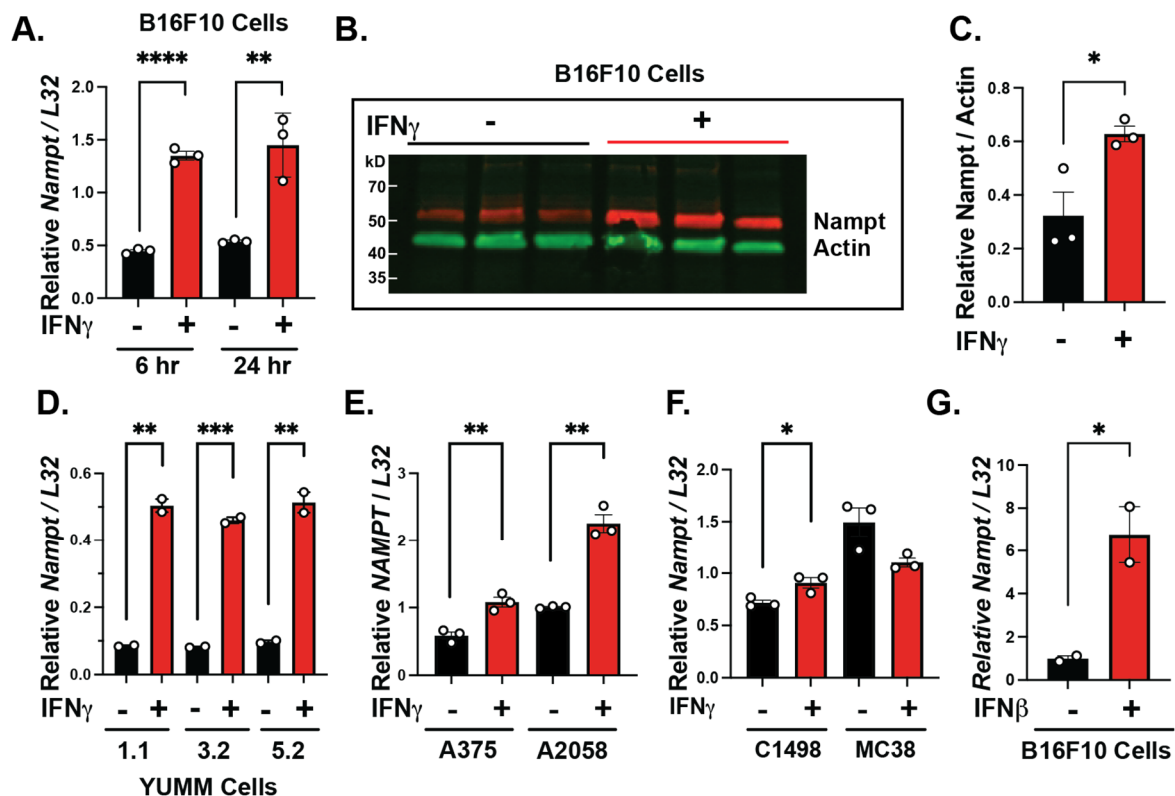 A.
B16F10 Cells
**** **
Relative Nampt / L32
2.0
1.5
1.0
0.5
0.0
IFNγ - + - +
6 hr 24 hr
B.
B16F10 Cells
IFNγ - +
kD
70
50
40
35
Nampt
Actin
C.
*
Relative Nampt / Actin
0.8
0.6
0.4
0.2
0.0
IFNγ - +
D.
** *** **
Relative Nampt / L32
0.6
0.4
0.2
0.0
- + - + - +
1.1 3.2 5.2
YUMM Cells
E.
** **
Relative NAMPT / L32
3
2
1
0
IFNγ - + - +
A375 A2058
F.
*
Relative Nampt / L32
2.0
1.5
1.0
0.5
0.0
IFNγ - + - +
C1498 MC38
G.
*
Relative Nampt / L32
10
8
6
4
2
0
IFNβ - +
B16F10 Cells